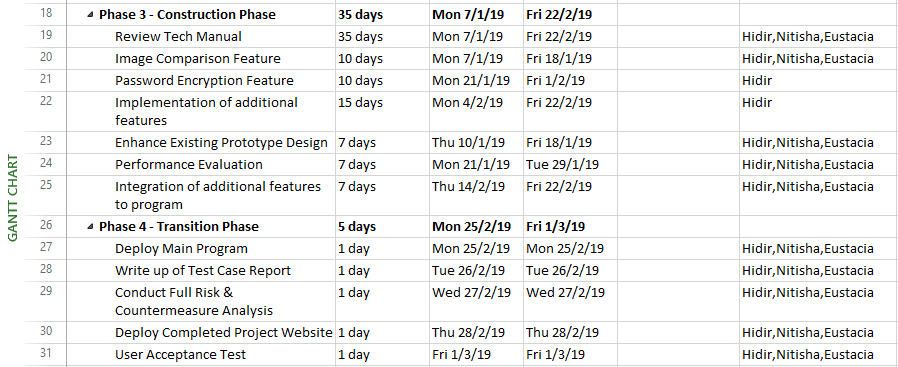 18 Phase 3 - Construction Phase 35 days Mon 7/1/19 Fri 22/2/19
19 Review Tech Manual 35 days Mon 7/1/19 Fri 22/2/19 Hidir,Nitisha,Eustacia
20 Image Comparison Feature 10 days Mon 7/1/19 Fri 18/1/19 Hidir,Nitisha,Eustacia
21 Password Encryption Feature 10 days Mon 21/1/19 Fri 1/2/19 Hidir
22 Implementation of additional 15 days Mon 4/2/19 Fri 22/2/19 Hidir
features
23 Enhance Existing Prototype Design 7 days Thu 10/1/19 Fri 18/1/19 Hidir,Nitisha,Eustacia
24 Performance Evaluation 7 days Mon 21/1/19 Tue 29/1/19 Hidir,Nitisha,Eustacia
25 Integration of additional features 7 days Thu 14/2/19 Fri 22/2/19 Hidir,Nitisha,Eustacia
to program
26 Phase 4 - Transition Phase 5 days Mon 25/2/19 Fri 1/3/19
27 Deploy Main Program 1 day Mon 25/2/19 Mon 25/2/19 Hidir,Nitisha,Eustacia
28 Write up of Test Case Report 1 day Tue 26/2/19 Tue 26/2/19 Hidir,Nitisha,Eustacia
29 Conduct Full Risk & 1 day Wed 27/2/19 Wed 27/2/19 Hidir,Nitisha,Eustacia
Countermeasure Analysis
30 Deploy Completed Project Website 1 day Thu 28/2/19 Thu 28/2/19 Hidir,Nitisha,Eustacia
31 User Acceptance Test 1 day Fri 1/3/19 Fri 1/3/19 Hidir,Nitisha,Eustacia
GANTT CHART